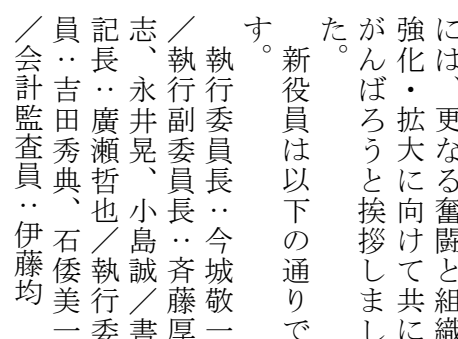 には、更なる奮闘と組織
強化・拡大に向けて共に
がんばろうと挨拶しまし
た。
新役員は以下の通りで
す。
執行委員長：今城敬一
／執行副委員長：斉藤厚
志、永井晃、小島誠／書
記長：廣瀬哲也／執行委
員：吉田秀典、石倭美一
／会計監査員：伊藤均